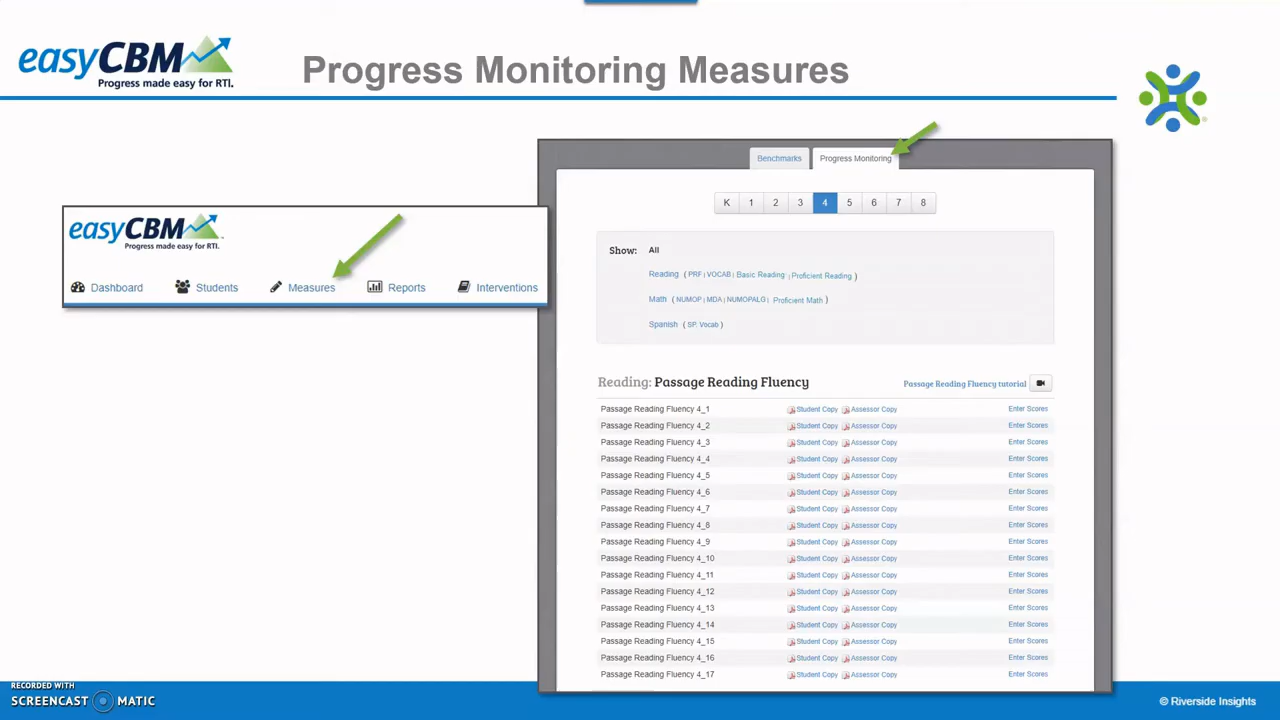 easyCBM
Progress made easy for RTI.
Progress Monitoring Measures
easyCBM
Progress made easy for RTI.
Dashboard Students Measures Reports Interventions
Benchmarks Progress Monitoring
K 1 2 3 4 5 6 7 8
Show: All
Reading ( PRF | VOCAB | Basic Reading | Proficient Reading )
Math ( NUMOP | MDA | NUMOPALG | Proficient Math )
Spanish ( SP. Vocab )
Reading: Passage Reading Fluency Passage Reading Fluency tutorial
Passage Reading Fluency 4_1 Student Copy Assessor Copy Enter Scores
Passage Reading Fluency 4_2 Student Copy Assessor Copy Enter Scores
Passage Reading Fluency 4_3 Student Copy Assessor Copy Enter Scores
Passage Reading Fluency 4_4 Student Copy Assessor Copy Enter Scores
Passage Reading Fluency 4_5 Student Copy Assessor Copy Enter Scores
Passage Reading Fluency 4_6 Student Copy Assessor Copy Enter Scores
Passage Reading Fluency 4_7 Student Copy Assessor Copy Enter Scores
Passage Reading Fluency 4_8 Student Copy Assessor Copy Enter Scores
Passage Reading Fluency 4_9 Student Copy Assessor Copy Enter Scores
Passage Reading Fluency 4_10 Student Copy Assessor Copy Enter Scores
Passage Reading Fluency 4_11 Student Copy Assessor Copy Enter Scores
Passage Reading Fluency 4_12 Student Copy Assessor Copy Enter Scores
Passage Reading Fluency 4_13 Student Copy Assessor Copy Enter Scores
Passage Reading Fluency 4_14 Student Copy Assessor Copy Enter Scores
Passage Reading Fluency 4_15 Student Copy Assessor Copy Enter Scores
Passage Reading Fluency 4_16 Student Copy Assessor Copy Enter Scores
Passage Reading Fluency 4_17 Student Copy Assessor Copy Enter Scores
RECORDED WITH
SCREENCAST MATIC
© Riverside Insights